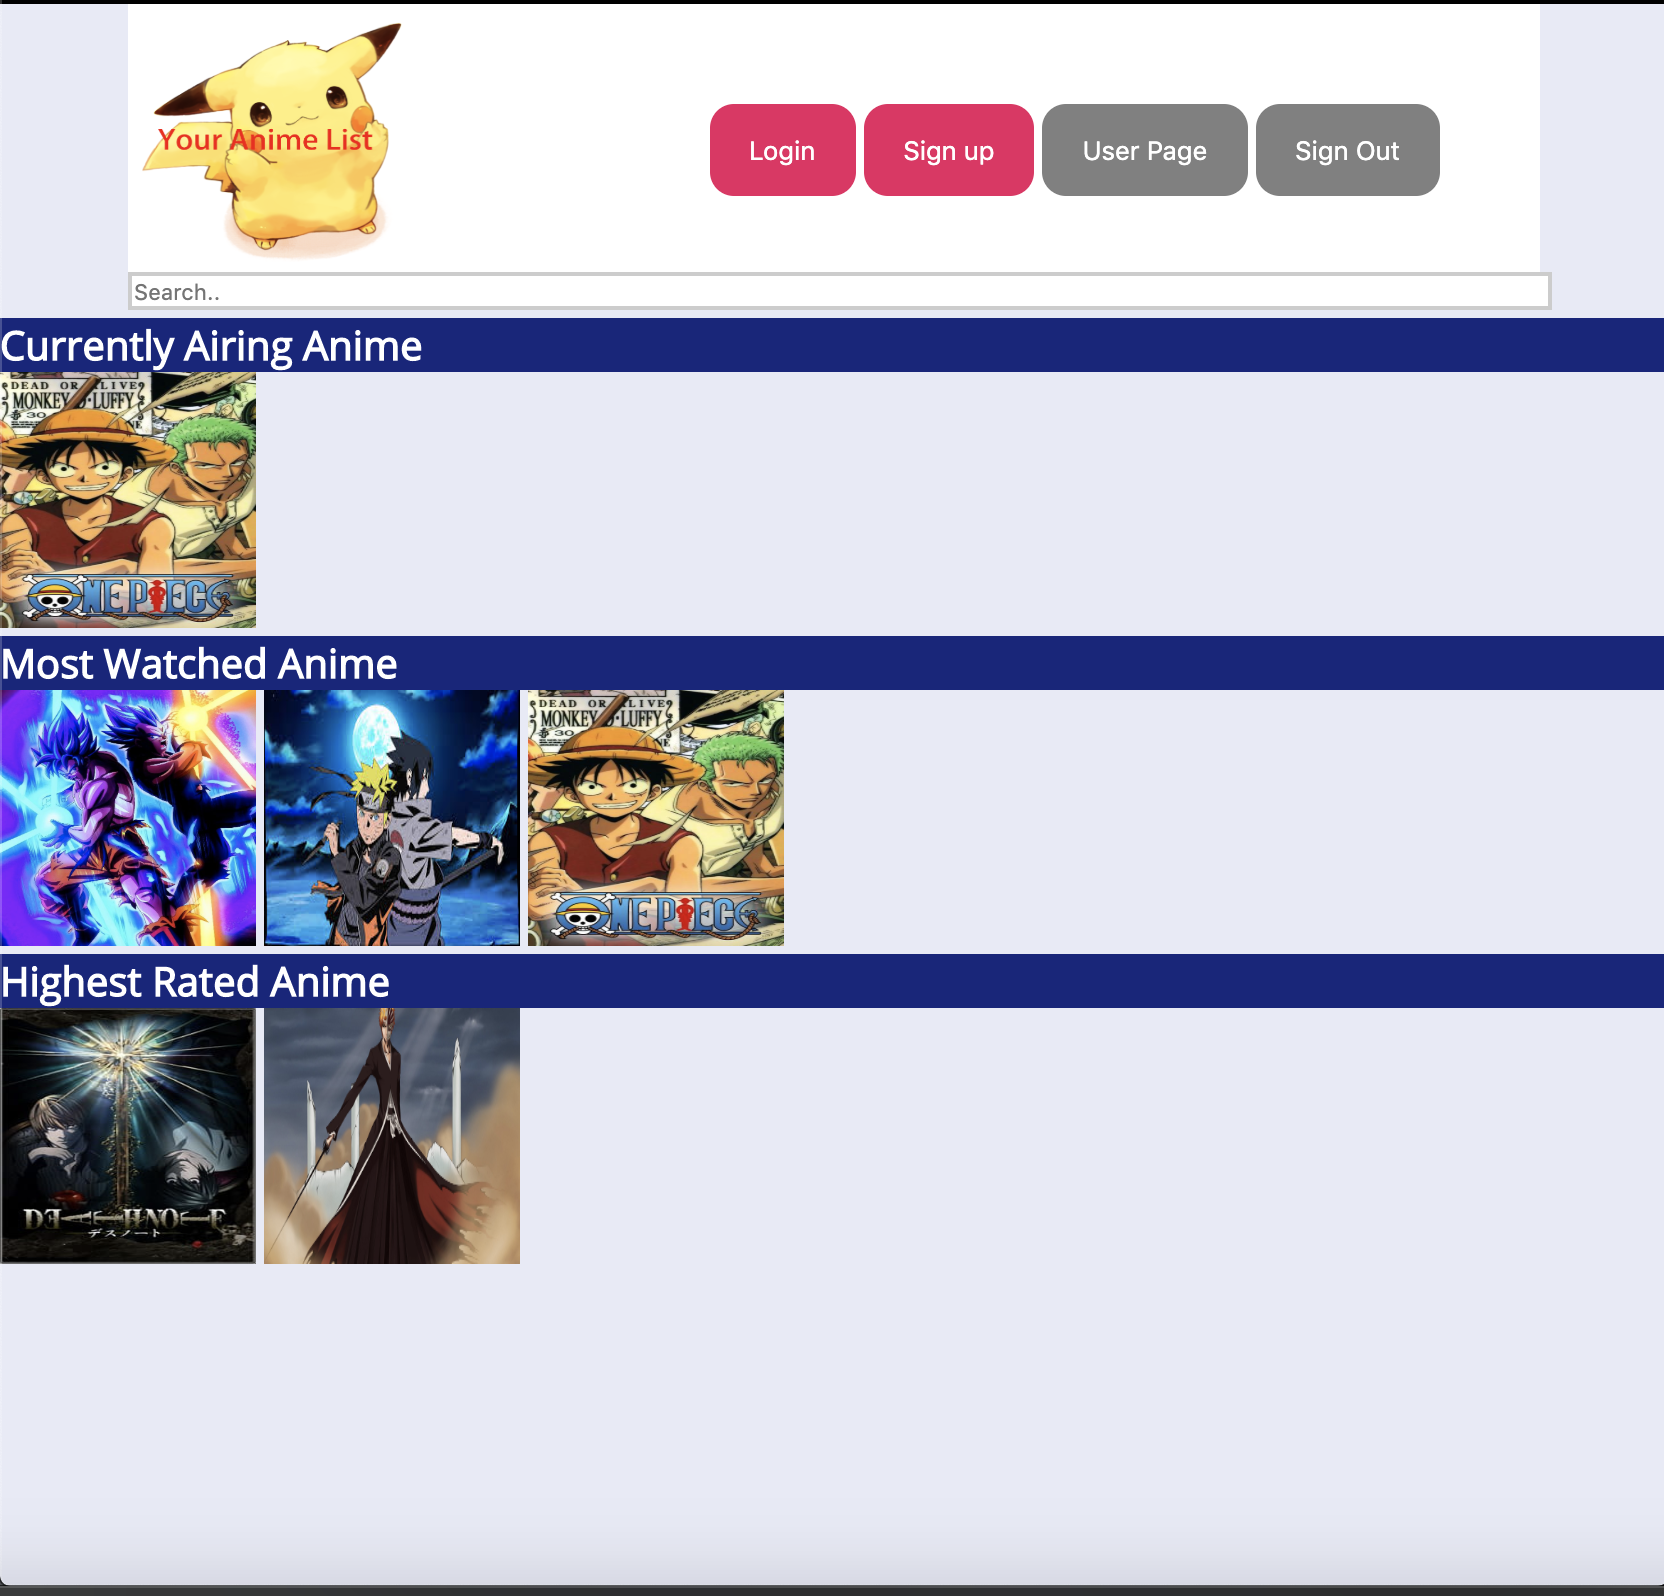 Your Anime List
Login
Sign up
User Page
Sign Out
Search..
Currently Airing Anime
DEAD OR ALIVE
MONKEY D·LUFFY
ONE PIECE
Most Watched Anime
DEAD OR ALIVE
MONKEY D·LUFFY
ONE PIECE
Highest Rated Anime
DEATH NOTE
デスノート